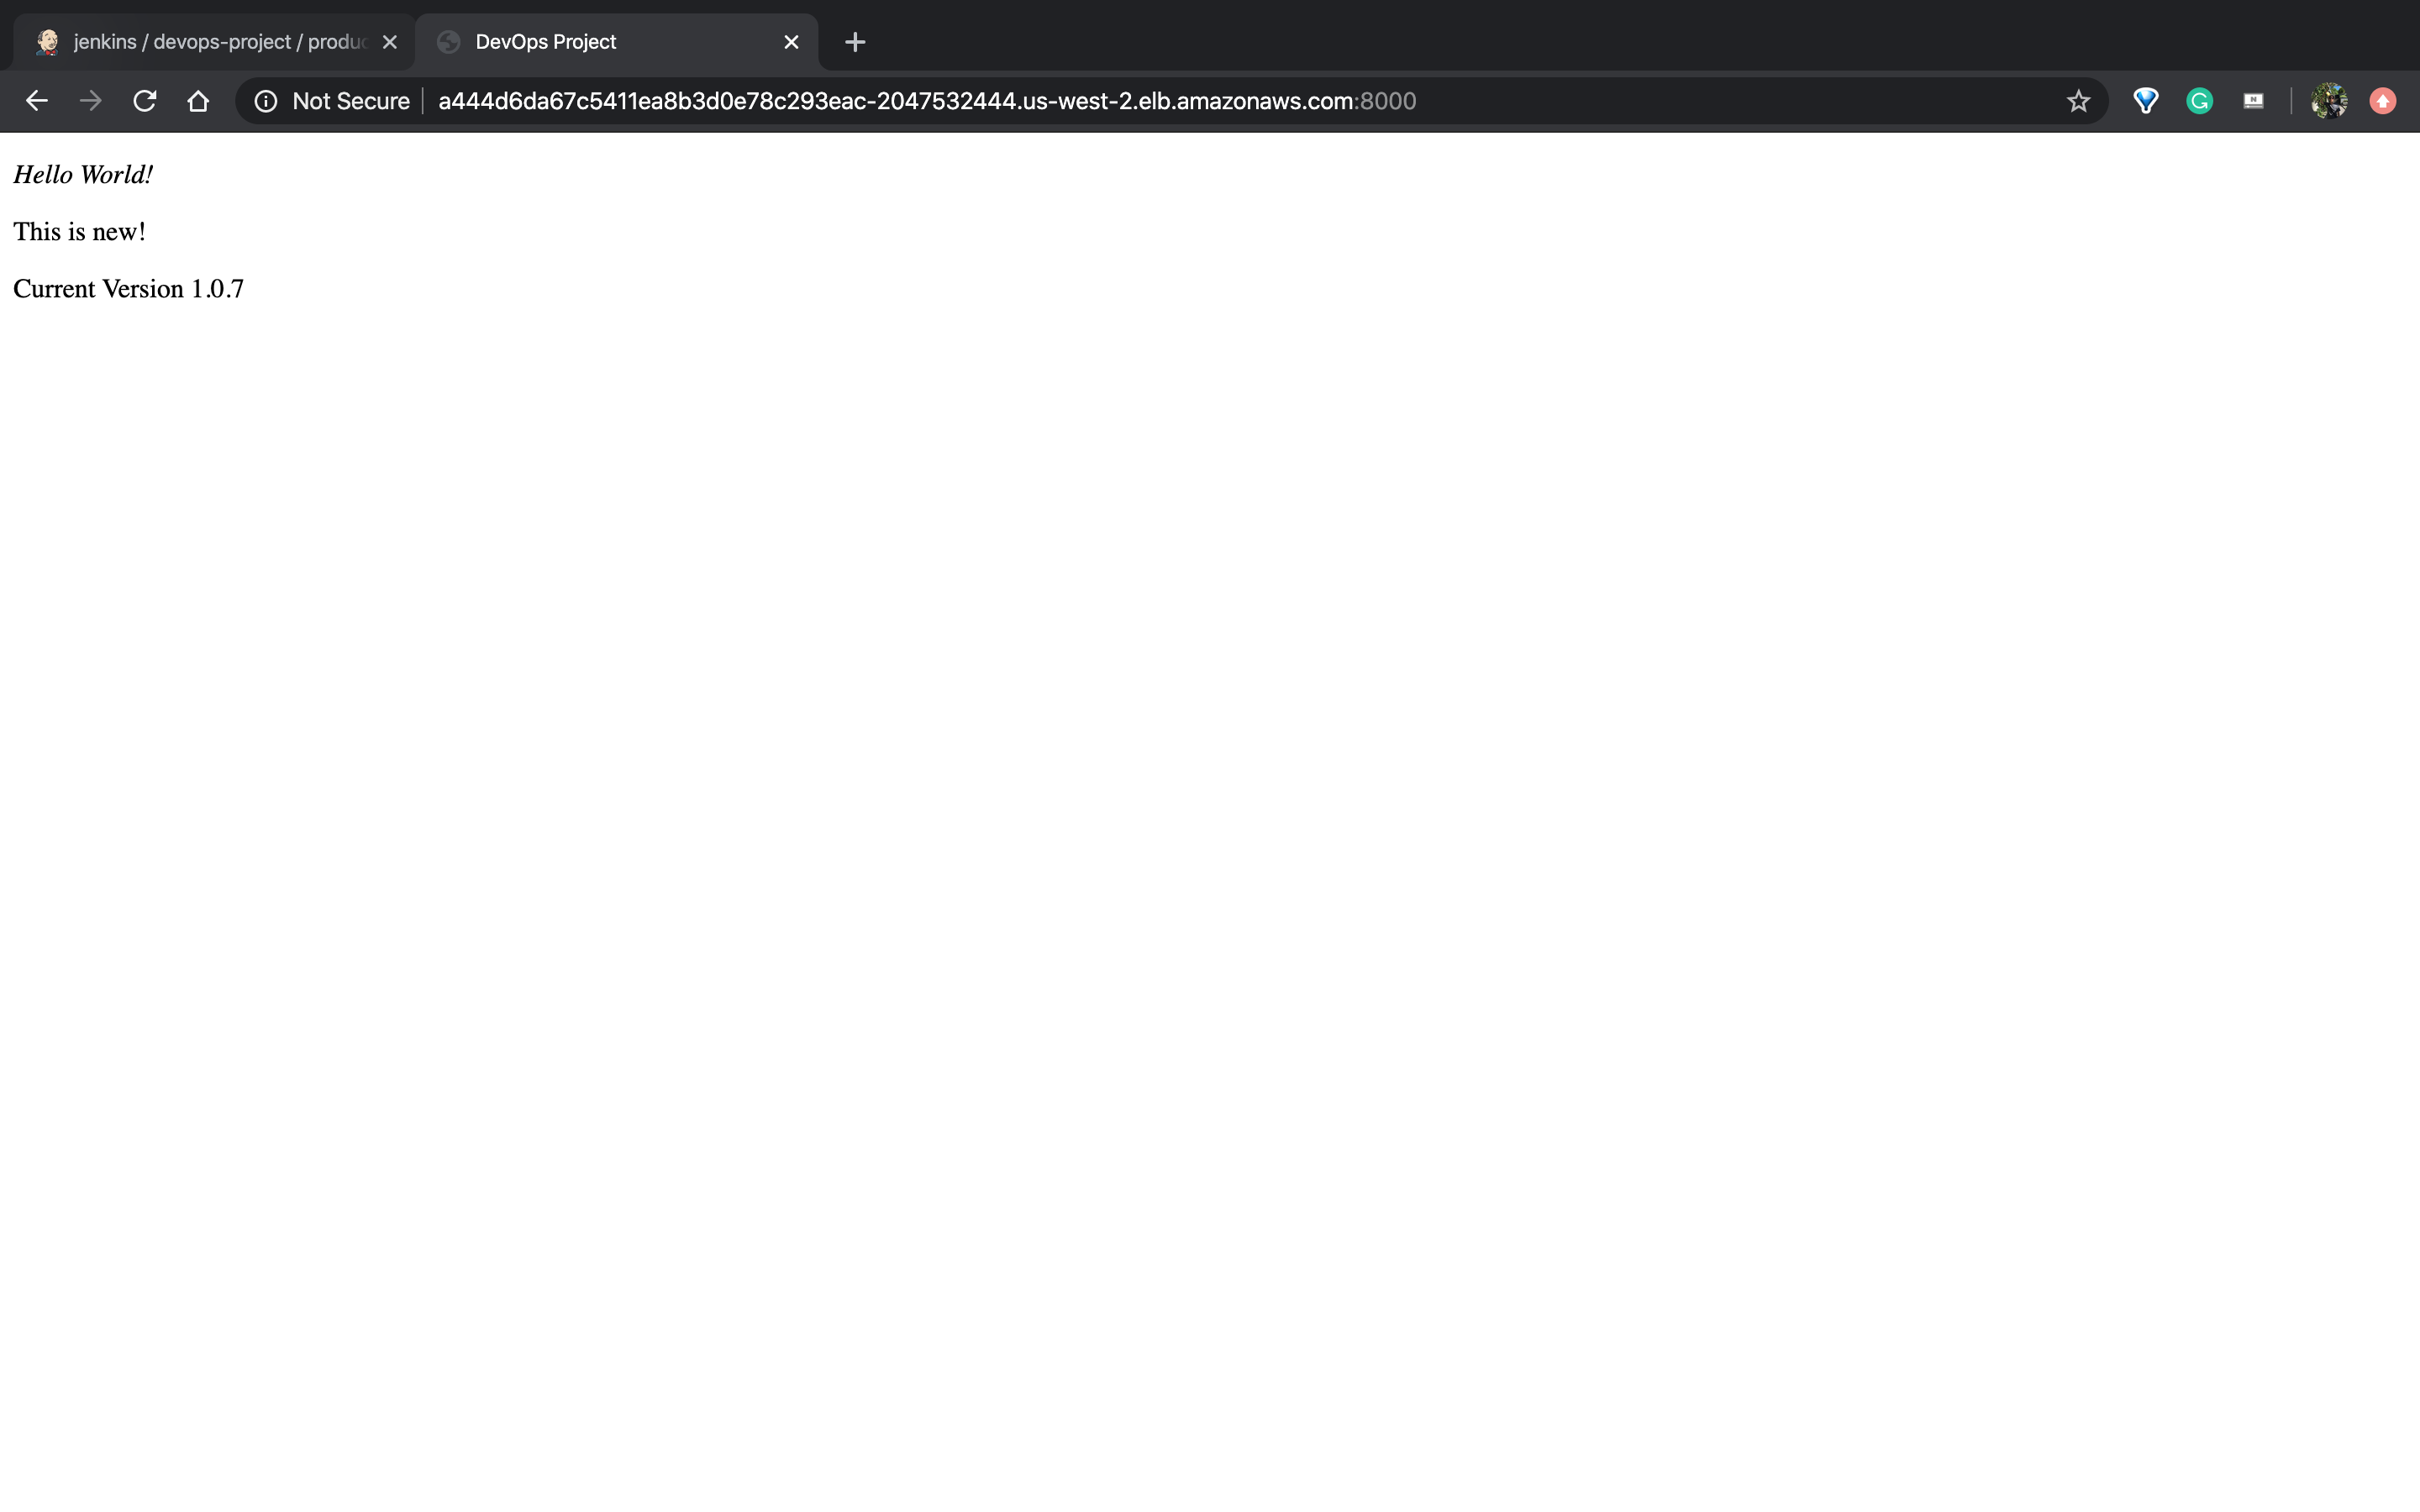 jenkins / devops-project / produc
DevOps Project
Not Secure
a444d6da67c5411ea8b3d0e78c293eac-2047532444.us-west-2.elb.amazonaws.com:8000
Hello World!
This is new!
Current Version 1.0.7